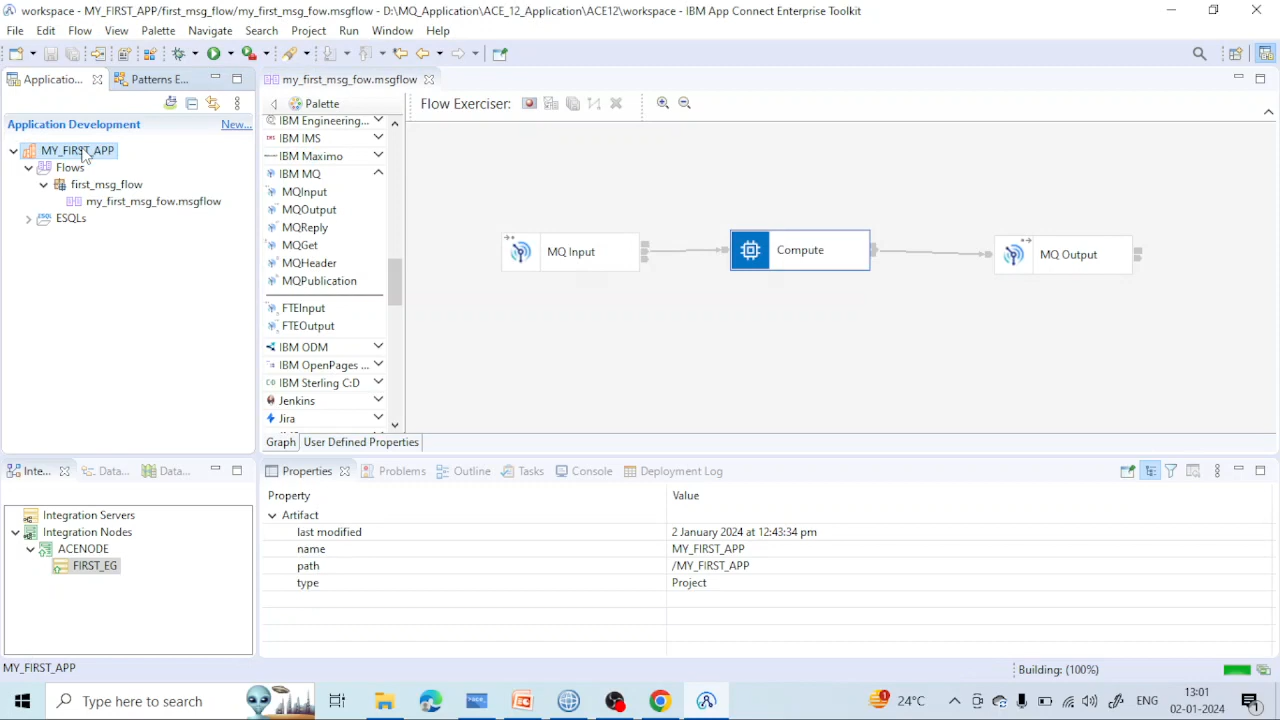 workspace - MY_FIRST_APP/first_msg_flow/my_first_msg_fow.msgflow - D:\MQ_Application\ACE_12_Application\ACE12\workspace - IBM App Connect Enterprise Toolkit
File Edit Flow View Palette Navigate Search Project Run Window Help
Applicatio... Patterns E...
Application Development New...
MY_FIRST_APP
Flows
first_msg_flow
my_first_msg_fow.msgflow
ESQLs
my_first_msg_fow.msgflow
Palette
Flow Exerciser:
IBM Engineering...
IBM IMS
IBM Maximo
IBM MQ
MQInput
MQOutput
MQReply
MQGet
MQHeader
MQPublication
FTEInput
FTEOutput
IBM ODM
IBM OpenPages ...
IBM Sterling C:D
Jenkins
Jira
MQ Input
Compute
MQ Output
Graph User Defined Properties
Inte... Data... Data...
Integration Servers
Integration Nodes
ACENODE
FIRST_EG
Properties Problems Outline Tasks Console Deployment Log
Property Value
Artifact
last modified 2 January 2024 at 12:43:34 pm
name MY_FIRST_APP
path /MY_FIRST_APP
type Project
MY_FIRST_APP
Building: (100%)
Type here to search
1
24°C
ENG
13:01
02-01-2024
1